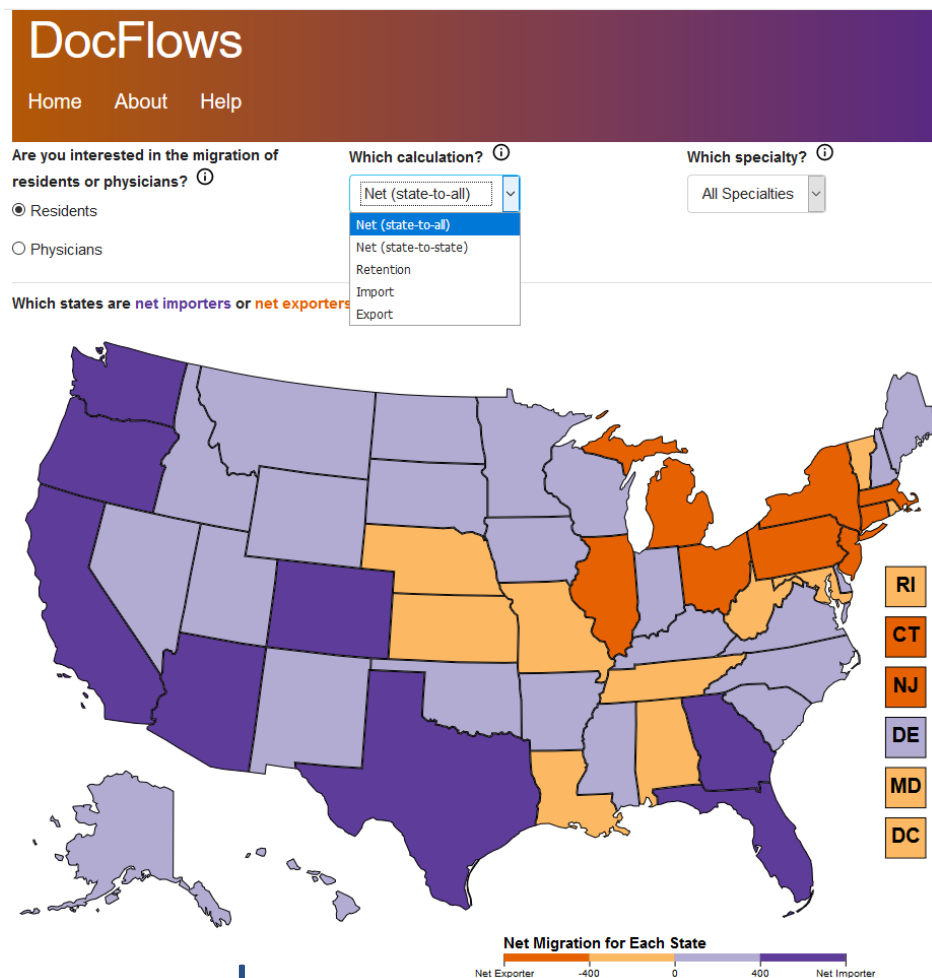 DocFlows
Home About Help
Are you interested in the migration of
residents or physicians?
Residents
Physicians
Which calculation?
Net (state-to-all)
Net (state-to-all)
Net (state-to-state)
Retention
Import
Export
Which specialty?
All Specialties
Which states are net importers or net exporters
RI
CT
NJ
DE
MD
DC
Net Migration for Each State
Net Exporter -400 0 400 Net Importer